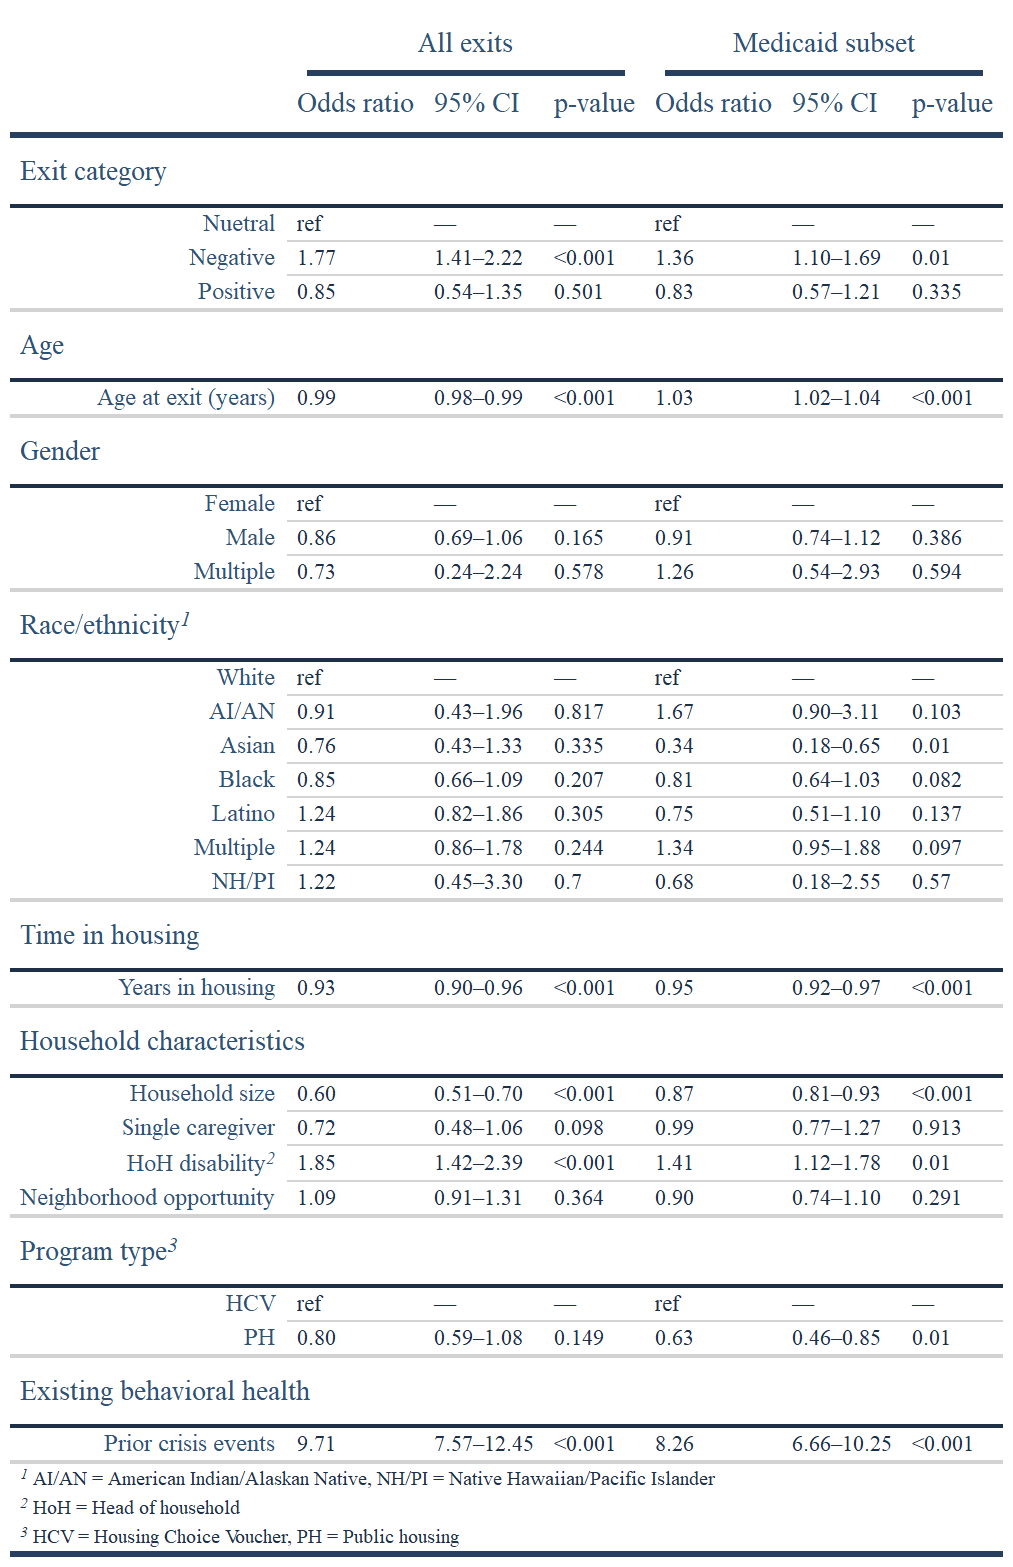 All exits Medicaid subset
Odds ratio 95% CI p-value Odds ratio 95% CI p-value
Exit category
Nuetral ref — — ref — —
Negative 1.77 1.41–2.22 <0.001 1.36 1.10–1.69 0.01
Positive 0.85 0.54–1.35 0.501 0.83 0.57–1.21 0.335
Age
Age at exit (years) 0.99 0.98–0.99 <0.001 1.03 1.02–1.04 <0.001
Gender
Female ref — — ref — —
Male 0.86 0.69–1.06 0.165 0.91 0.74–1.12 0.386
Multiple 0.73 0.24–2.24 0.578 1.26 0.54–2.93 0.594
Race/ethnicity1
White ref — — ref — —
AI/AN 0.91 0.43–1.96 0.817 1.67 0.90–3.11 0.103
Asian 0.76 0.43–1.33 0.335 0.34 0.18–0.65 0.01
Black 0.85 0.66–1.09 0.207 0.81 0.64–1.03 0.082
Latino 1.24 0.82–1.86 0.305 0.75 0.51–1.10 0.137
Multiple 1.24 0.86–1.78 0.244 1.34 0.95–1.88 0.097
NH/PI 1.22 0.45–3.30 0.7 0.68 0.18–2.55 0.57
Time in housing
Years in housing 0.93 0.90–0.96 <0.001 0.95 0.92–0.97 <0.001
Household characteristics
Household size 0.60 0.51–0.70 <0.001 0.87 0.81–0.93 <0.001
Single caregiver 0.72 0.48–1.06 0.098 0.99 0.77–1.27 0.913
HoH disability2 1.85 1.42–2.39 <0.001 1.41 1.12–1.78 0.01
Neighborhood opportunity 1.09 0.91–1.31 0.364 0.90 0.74–1.10 0.291
Program type3
HCV ref — — ref — —
PH 0.80 0.59–1.08 0.149 0.63 0.46–0.85 0.01
Existing behavioral health
Prior crisis events 9.71 7.57–12.45 <0.001 8.26 6.66–10.25 <0.001
1 AI/AN = American Indian/Alaskan Native, NH/PI = Native Hawaiian/Pacific Islander
2 HoH = Head of household
3 HCV = Housing Choice Voucher, PH = Public housing